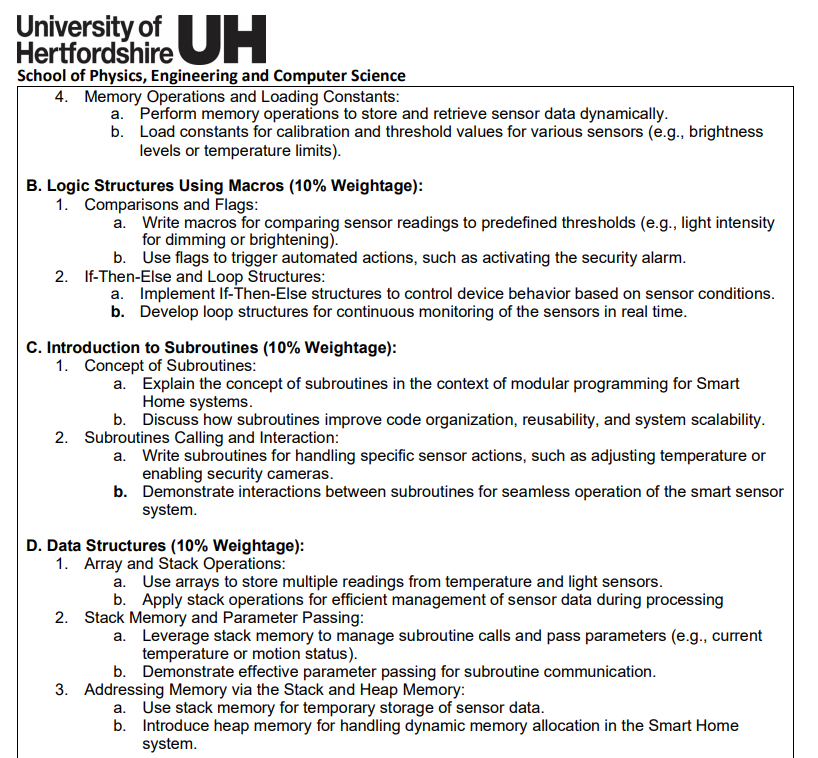 University of
Hertfordshire UH
School of Physics, Engineering and Computer Science
4. Memory Operations and Loading Constants:
a. Perform memory operations to store and retrieve sensor data dynamically.
b. Load constants for calibration and threshold values for various sensors (e.g., brightness
levels or temperature limits).
B. Logic Structures Using Macros (10% Weightage):
1. Comparisons and Flags:
a. Write macros for comparing sensor readings to predefined thresholds (e.g., light intensity
for dimming or brightening).
b. Use flags to trigger automated actions, such as activating the security alarm.
2. If-Then-Else and Loop Structures:
a. Implement If-Then-Else structures to control device behavior based on sensor conditions.
b. Develop loop structures for continuous monitoring of the sensors in real time.
C. Introduction to Subroutines (10% Weightage):
1. Concept of Subroutines:
a. Explain the concept of subroutines in the context of modular programming for Smart
Home systems.
b. Discuss how subroutines improve code organization, reusability, and system scalability.
2. Subroutines Calling and Interaction:
a. Write subroutines for handling specific sensor actions, such as adjusting temperature or
enabling security cameras.
b. Demonstrate interactions between subroutines for seamless operation of the smart sensor
system.
D. Data Structures (10% Weightage):
1. Array and Stack Operations:
a. Use arrays to store multiple readings from temperature and light sensors.
b. Apply stack operations for efficient management of sensor data during processing
2. Stack Memory and Parameter Passing:
a. Leverage stack memory to manage subroutine calls and pass parameters (e.g., current
temperature or motion status).
b. Demonstrate effective parameter passing for subroutine communication.
3. Addressing Memory via the Stack and Heap Memory:
a. Use stack memory for temporary storage of sensor data.
b. Introduce heap memory for handling dynamic memory allocation in the Smart Home
system.